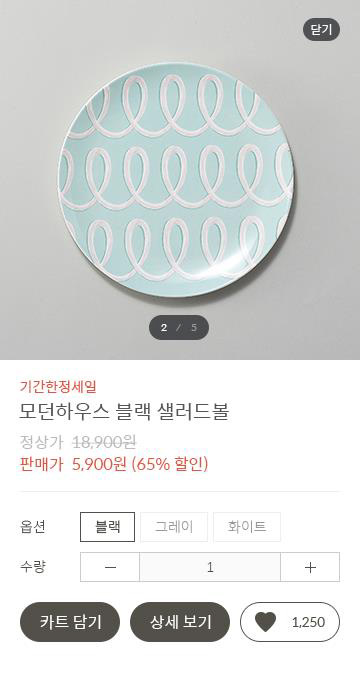 닫기
2 / 5
기간한정세일
모던하우스 블랙 샐러드볼
정상가 18,900원
판매가 5,900원 (65% 할인)
옵션 블랙 그레이 화이트
수량 — 1 +
카트 담기 상세 보기 1,250